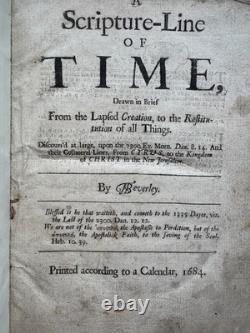 A
Scripture-Line
OF
TIME,
Drawn in Brief
From the Lapsed Creation, to the Restitu-
tution of all Things.
Discours'd at large, upon the 2300 Ev. Morn. Dan. 8. 14. And
their Collateral Lines. From CYRUS, to the Kingdom
of CHRIST in the New Jerusalem.
By T Beverley.
Blessed is he that waiteth, and cometh to the 1335 Dayes, viz.
the Last of the 2300. Dan. 12. 12.
We are not of the the Apostasie to Perdition, but of
the the Apostolick Faith, to the Saving of the Soul.
Heb. 10. 39.
Printed according to a Calendar, 1684.